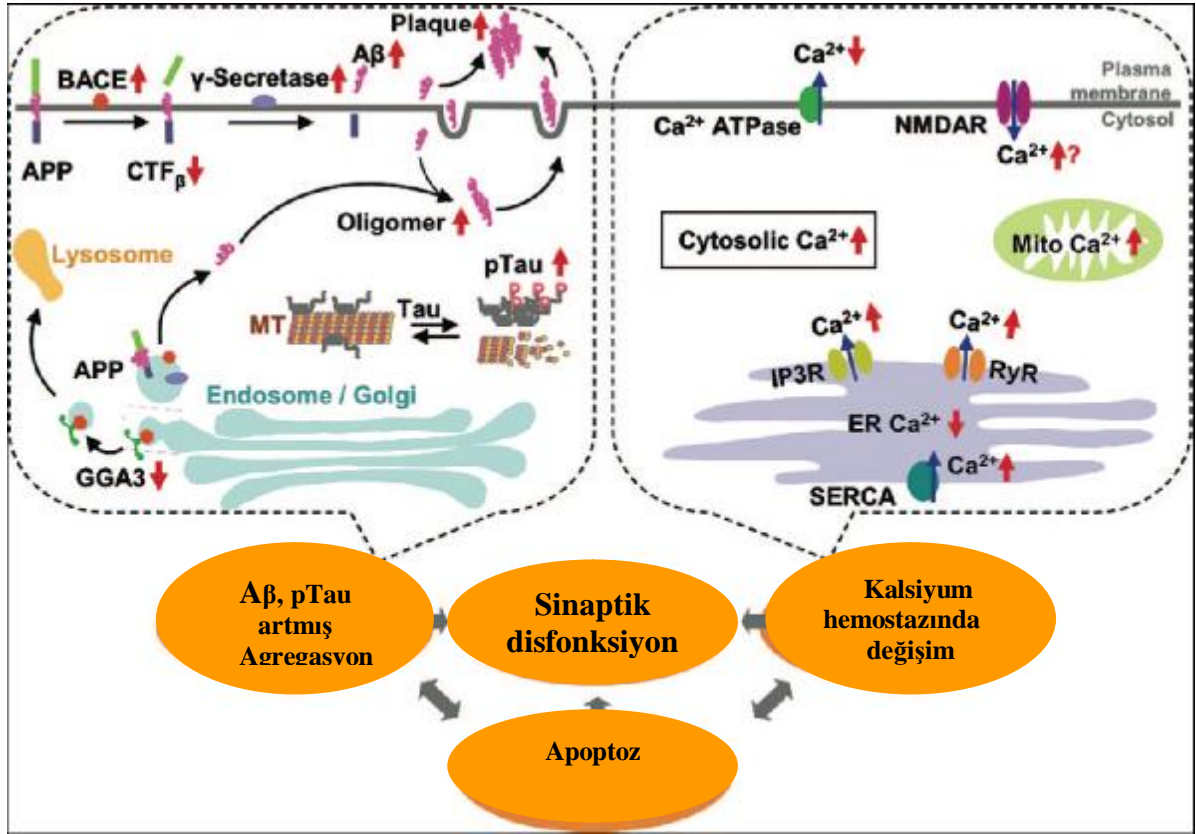 Plaque
Aβ
BACE
γ-Secretase
APP
CTFβ
Oligomer
Lysosome
pTau
MT
Tau
APP
Endosome / Golgi
GGA3
Ca²⁺
Plasma
membrane
Cytosol
Ca²⁺ ATPase
NMDAR
Ca²⁺ ?
Cytosolic Ca²⁺
Mito Ca²⁺
Ca²⁺
Ca²⁺
IP3R
RyR
ER Ca²⁺
Ca²⁺
SERCA
Aβ, pTau
artmış
Agregasyon
Sinaptik
disfonksiyon
Kalsiyum
hemostazında
değişim
Apoptoz